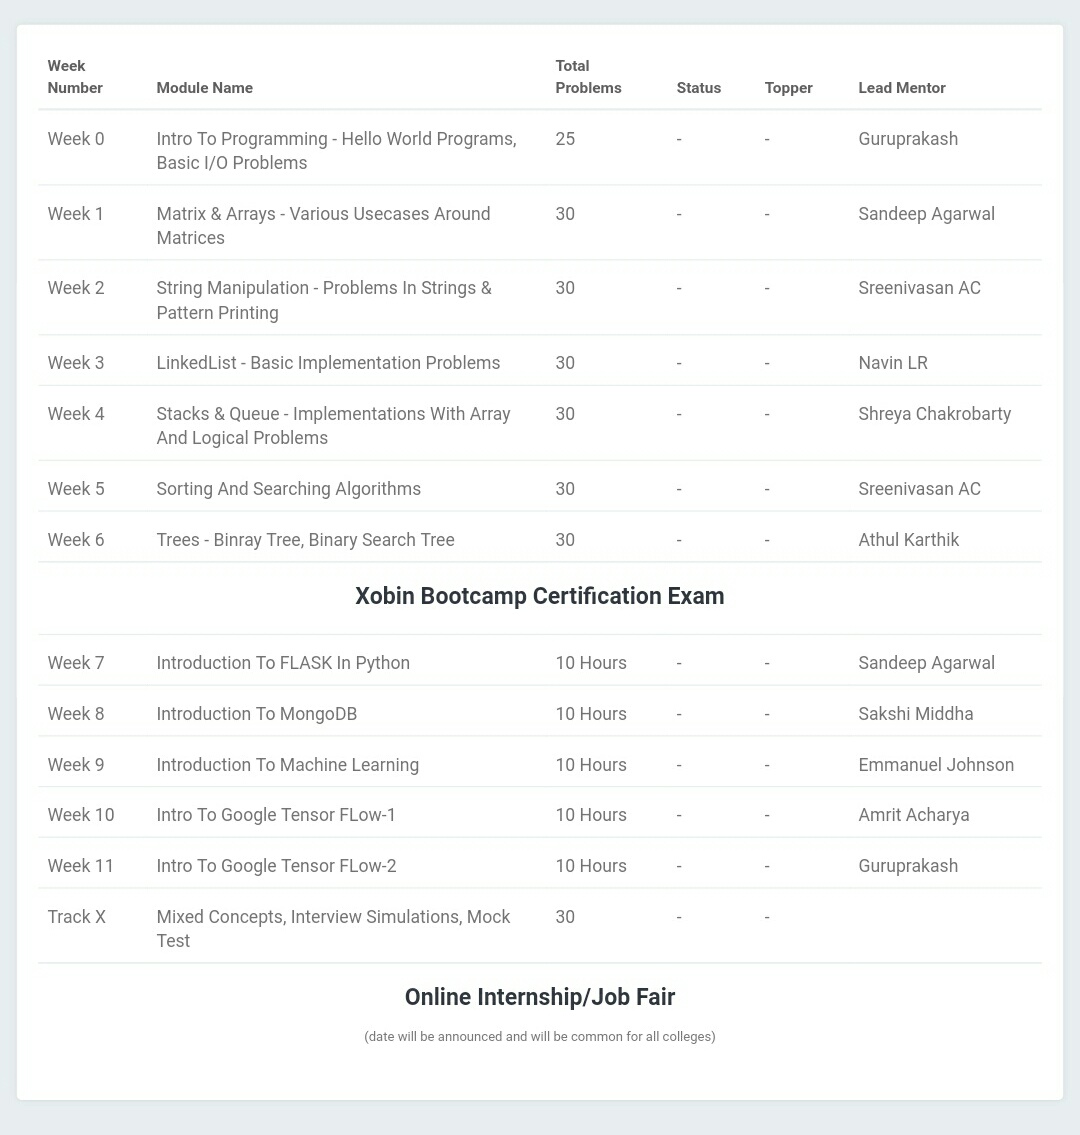 Week Number Module Name Total Problems Status Topper Lead Mentor
Week 0 Intro To Programming - Hello World Programs, 25 - - Guruprakash
Basic I/O Problems
Week 1 Matrix & Arrays - Various Usecases Around 30 - - Sandeep Agarwal
Matrices
Week 2 String Manipulation - Problems In Strings & 30 - - Sreenivasan AC
Pattern Printing
Week 3 LinkedList - Basic Implementation Problems 30 - - Navin LR
Week 4 Stacks & Queue - Implementations With Array 30 - - Shreya Chakrobarty
And Logical Problems
Week 5 Sorting And Searching Algorithms 30 - - Sreenivasan AC
Week 6 Trees - Binray Tree, Binary Search Tree 30 - - Athul Karthik
Xobin Bootcamp Certification Exam
Week 7 Introduction To FLASK In Python 10 Hours - - Sandeep Agarwal
Week 8 Introduction To MongoDB 10 Hours - - Sakshi Middha
Week 9 Introduction To Machine Learning 10 Hours - - Emmanuel Johnson
Week 10 Intro To Google Tensor FLow-1 10 Hours - - Amrit Acharya
Week 11 Intro To Google Tensor FLow-2 10 Hours - - Guruprakash
Track X Mixed Concepts, Interview Simulations, Mock 30 - -
Test
Online Internship/Job Fair
(date will be announced and will be common for all colleges)